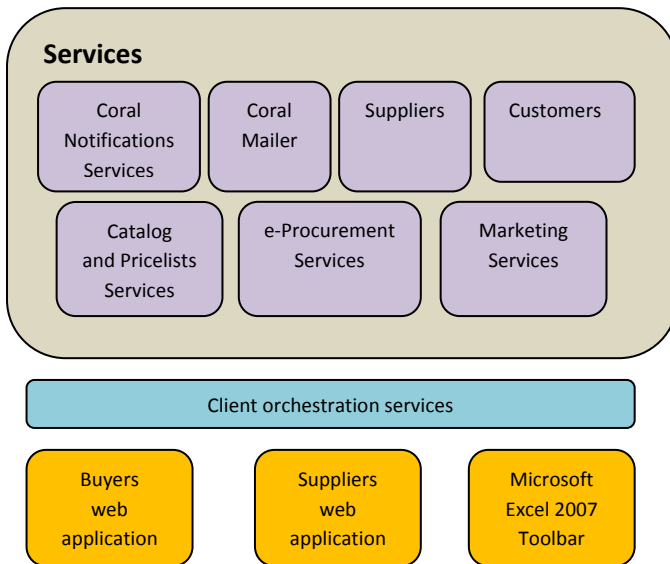 Services
Coral
Notifications
Services
Coral
Mailer
Suppliers
Customers
Catalog
and Pricelists
Services
e-Procurement
Services
Marketing
Services
Client orchestration services
Buyers
web
application
Suppliers
web
application
Microsoft
Excel 2007
Toolbar